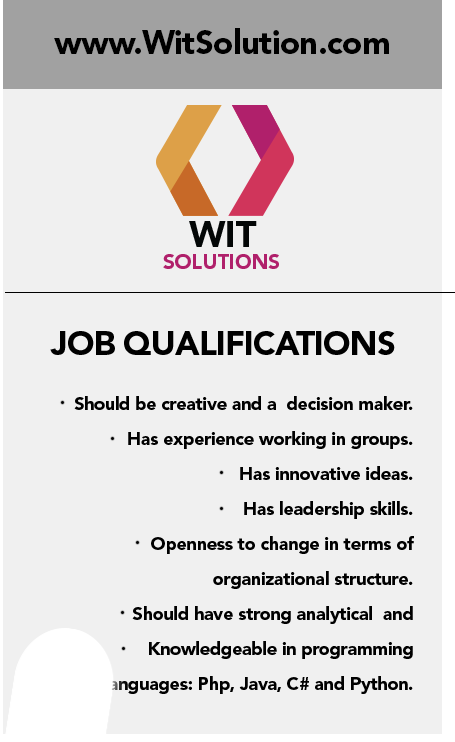 www.WitSolution.com
WIT
SOLUTIONS
JOB QUALIFICATIONS
· Should be creative and a decision maker.
· Has experience working in groups.
· Has innovative ideas.
· Has leadership skills.
· Openness to change in terms of
organizational structure.
· Should have strong analytical and
· Knowledgeable in programming
anguages: Php, Java, C# and Python.